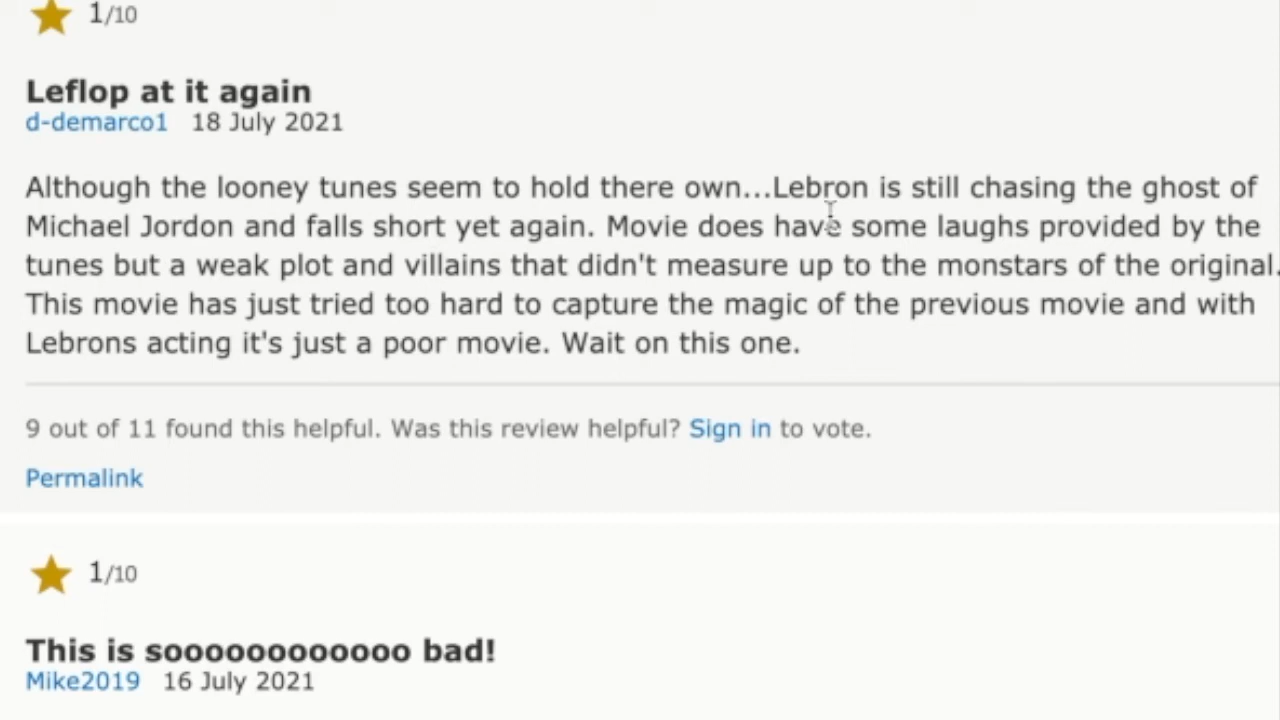 1/10
Leflop at it again
d-demarco1 18 July 2021
Although the looney tunes seem to hold there own...Lebron is still chasing the ghost of
Michael Jordon and falls short yet again. Movie does have some laughs provided by the
tunes but a weak plot and villains that didn't measure up to the monstars of the original.
This movie has just tried too hard to capture the magic of the previous movie and with
Lebrons acting it's just a poor movie. Wait on this one.
9 out of 11 found this helpful. Was this review helpful? Sign in to vote.
Permalink
1/10
This is soooooooooooo bad!
Mike2019 16 July 2021